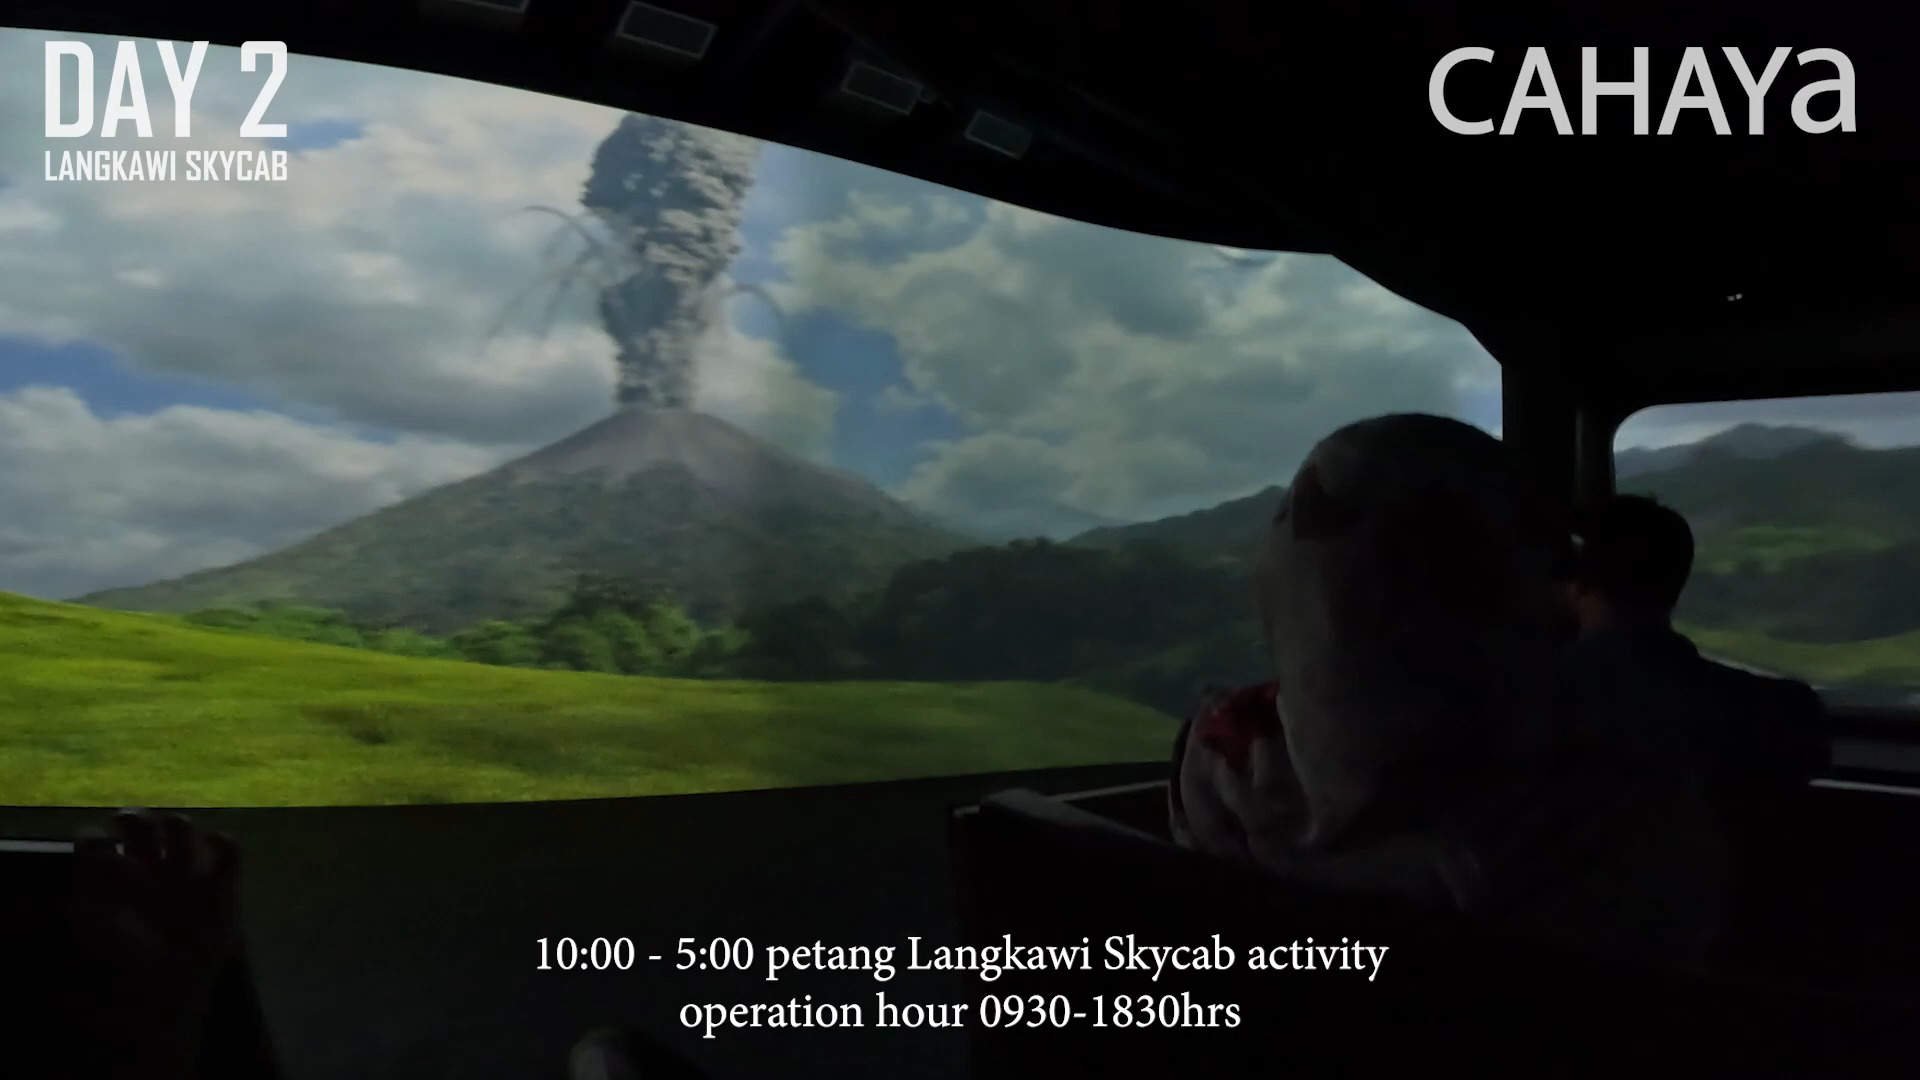 DAY 2
LANGKAWI SKYCAB
CAHAYa
10:00 - 5:00 petang Langkawi Skycab activity
operation hour 0930-1830hrs